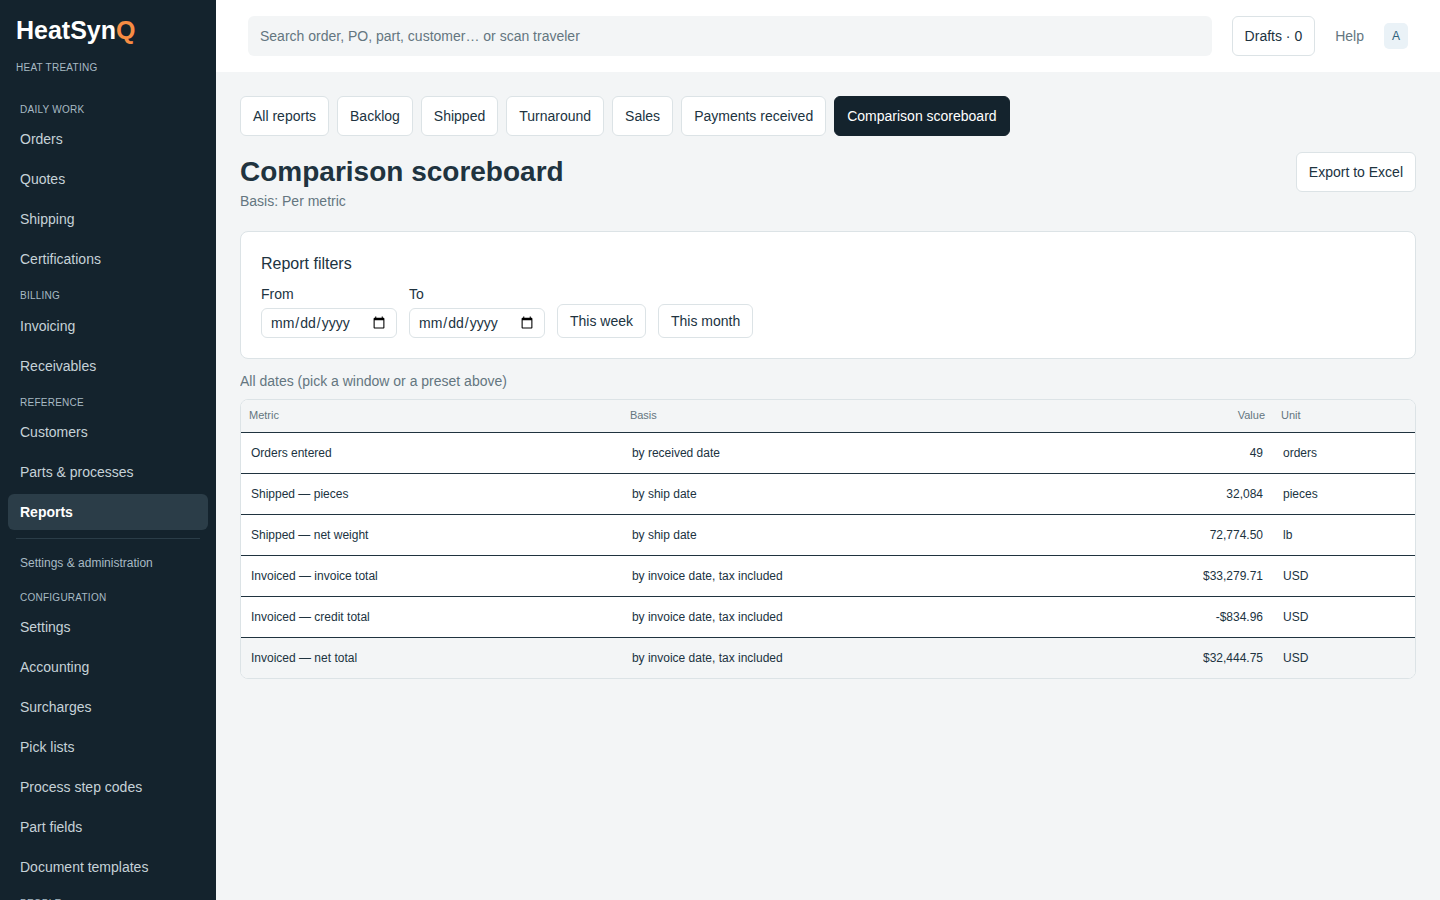 HeatSynQ
HEAT TREATING
DAILY WORK
Orders
Quotes
Shipping
Certifications
BILLING
Invoicing
Receivables
REFERENCE
Customers
Parts & processes
Reports
Settings & administration
CONFIGURATION
Settings
Accounting
Surcharges
Pick lists
Process step codes
Part fields
Document templates
Search order, PO, part, customer… or scan traveler
Drafts · 0
Help
A
All reports
Backlog
Shipped
Turnaround
Sales
Payments received
Comparison scoreboard
Comparison scoreboard
Basis: Per metric
Export to Excel
Report filters
From
To
mm/dd/yyyy
mm/dd/yyyy
This week
This month
All dates (pick a window or a preset above)
Metric Basis Value Unit
Orders entered by received date 49 orders
Shipped — pieces by ship date 32,084 pieces
Shipped — net weight by ship date 72,774.50 lb
Invoiced — invoice total by invoice date, tax included $33,279.71 USD
Invoiced — credit total by invoice date, tax included -$834.96 USD
Invoiced — net total by invoice date, tax included $32,444.75 USD